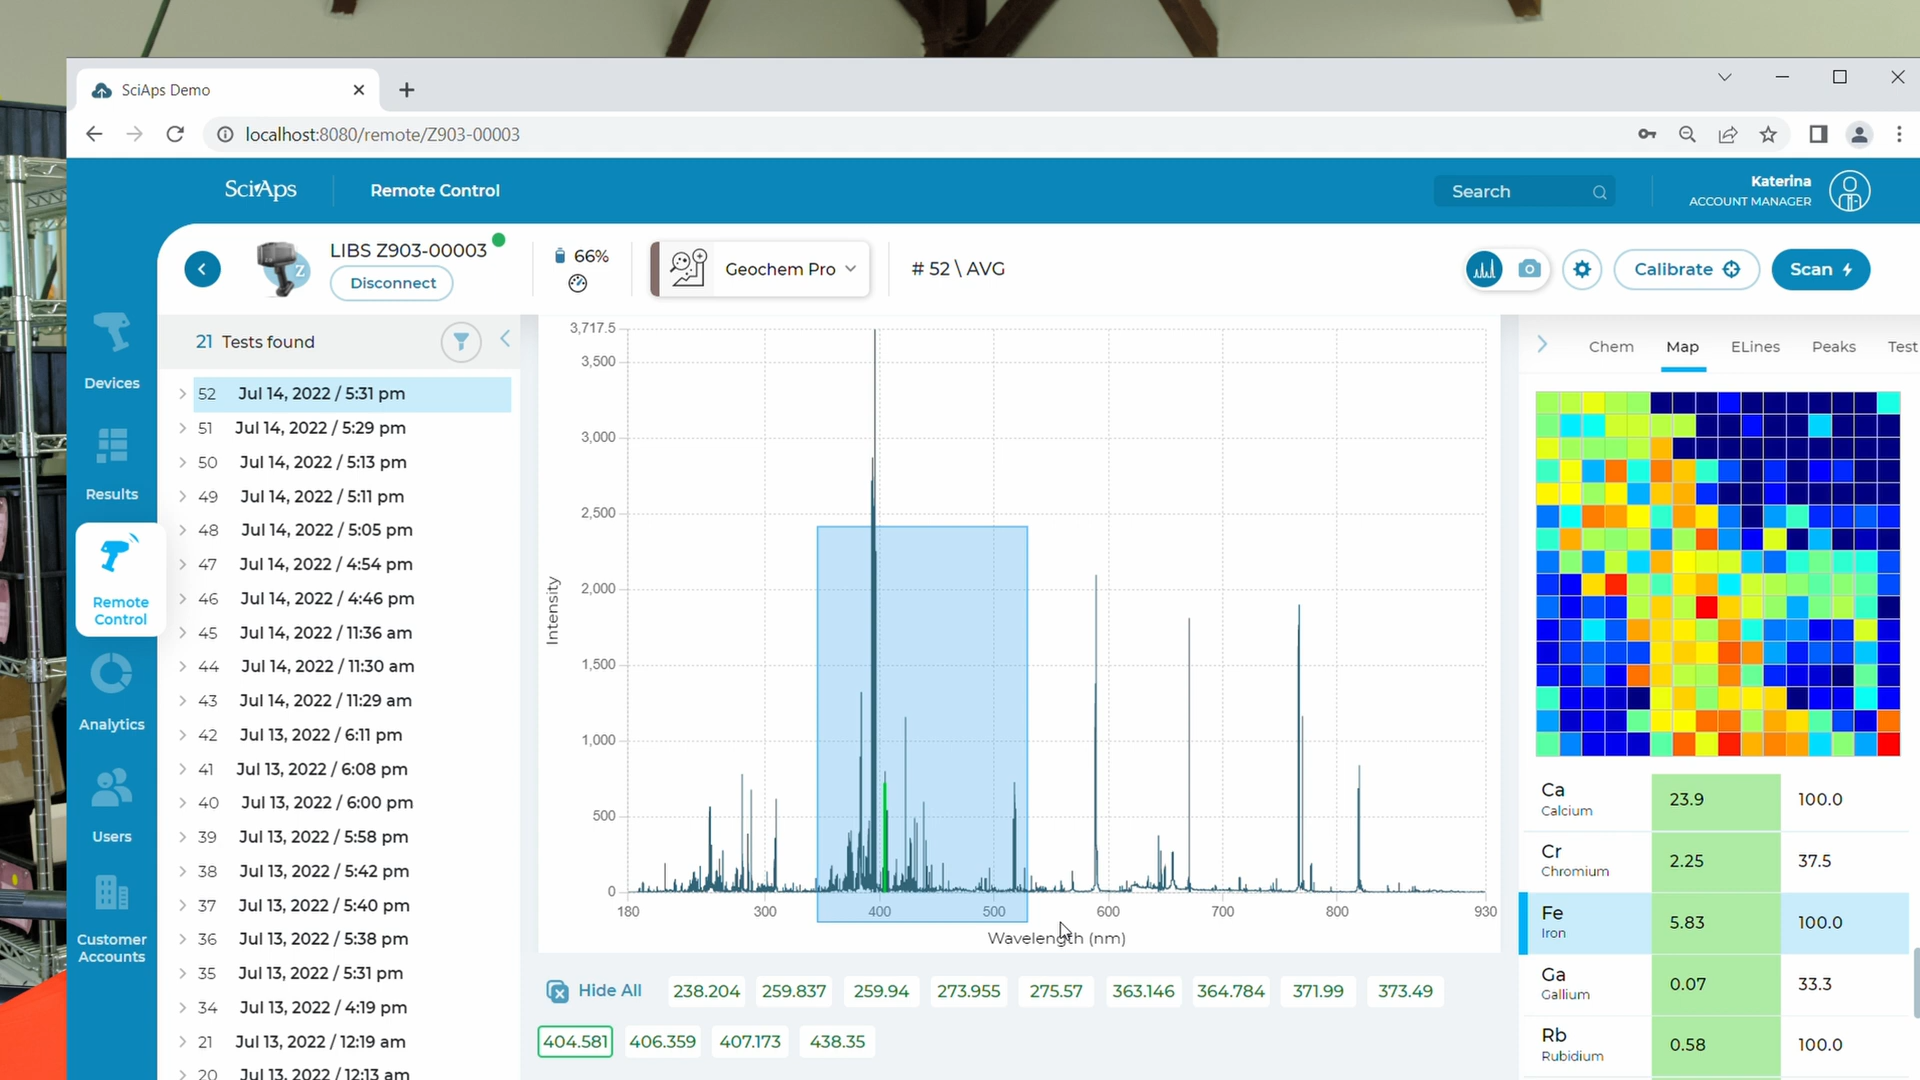 SciAps Demo
localhost:8080/remote/Z903-00003
SciAps
Remote Control
Search
Katerina
ACCOUNT MANAGER
LIBS Z903-00003
Disconnect
66%
Geochem Pro
# 52 \ AVG
Calibrate
Scan
Devices
Results
Remote
Control
Analytics
Users
Customer
Accounts
21 Tests found
52 Jul 14, 2022 / 5:31 pm
51 Jul 14, 2022 / 5:29 pm
50 Jul 14, 2022 / 5:13 pm
49 Jul 14, 2022 / 5:11 pm
48 Jul 14, 2022 / 5:05 pm
47 Jul 14, 2022 / 4:54 pm
46 Jul 14, 2022 / 4:46 pm
45 Jul 14, 2022 / 11:36 am
44 Jul 14, 2022 / 11:30 am
43 Jul 14, 2022 / 11:29 am
42 Jul 13, 2022 / 6:11 pm
41 Jul 13, 2022 / 6:08 pm
40 Jul 13, 2022 / 6:00 pm
39 Jul 13, 2022 / 5:58 pm
38 Jul 13, 2022 / 5:42 pm
37 Jul 13, 2022 / 5:40 pm
36 Jul 13, 2022 / 5:38 pm
35 Jul 13, 2022 / 5:31 pm
34 Jul 13, 2022 / 4:19 pm
21 Jul 13, 2022 / 12:19 am
20 Jul 13, 2022 / 12:13 am
3,717.5
3,500
3,000
2,500
2,000
1,500
1,000
500
0
Intensity
180 300 400 500 600 700 800 930
Wavelength (nm)
Hide All 238.204 259.837 259.94 273.955 275.57 363.146 364.784 371.99 373.49
404.581 406.359 407.173 438.35
Chem Map ELines Peaks Test
Ca
Calcium
23.9 100.0
Cr
Chromium
2.25 37.5
Fe
Iron
5.83 100.0
Ga
Gallium
0.07 33.3
Rb
Rubidium
0.58 100.0
Z